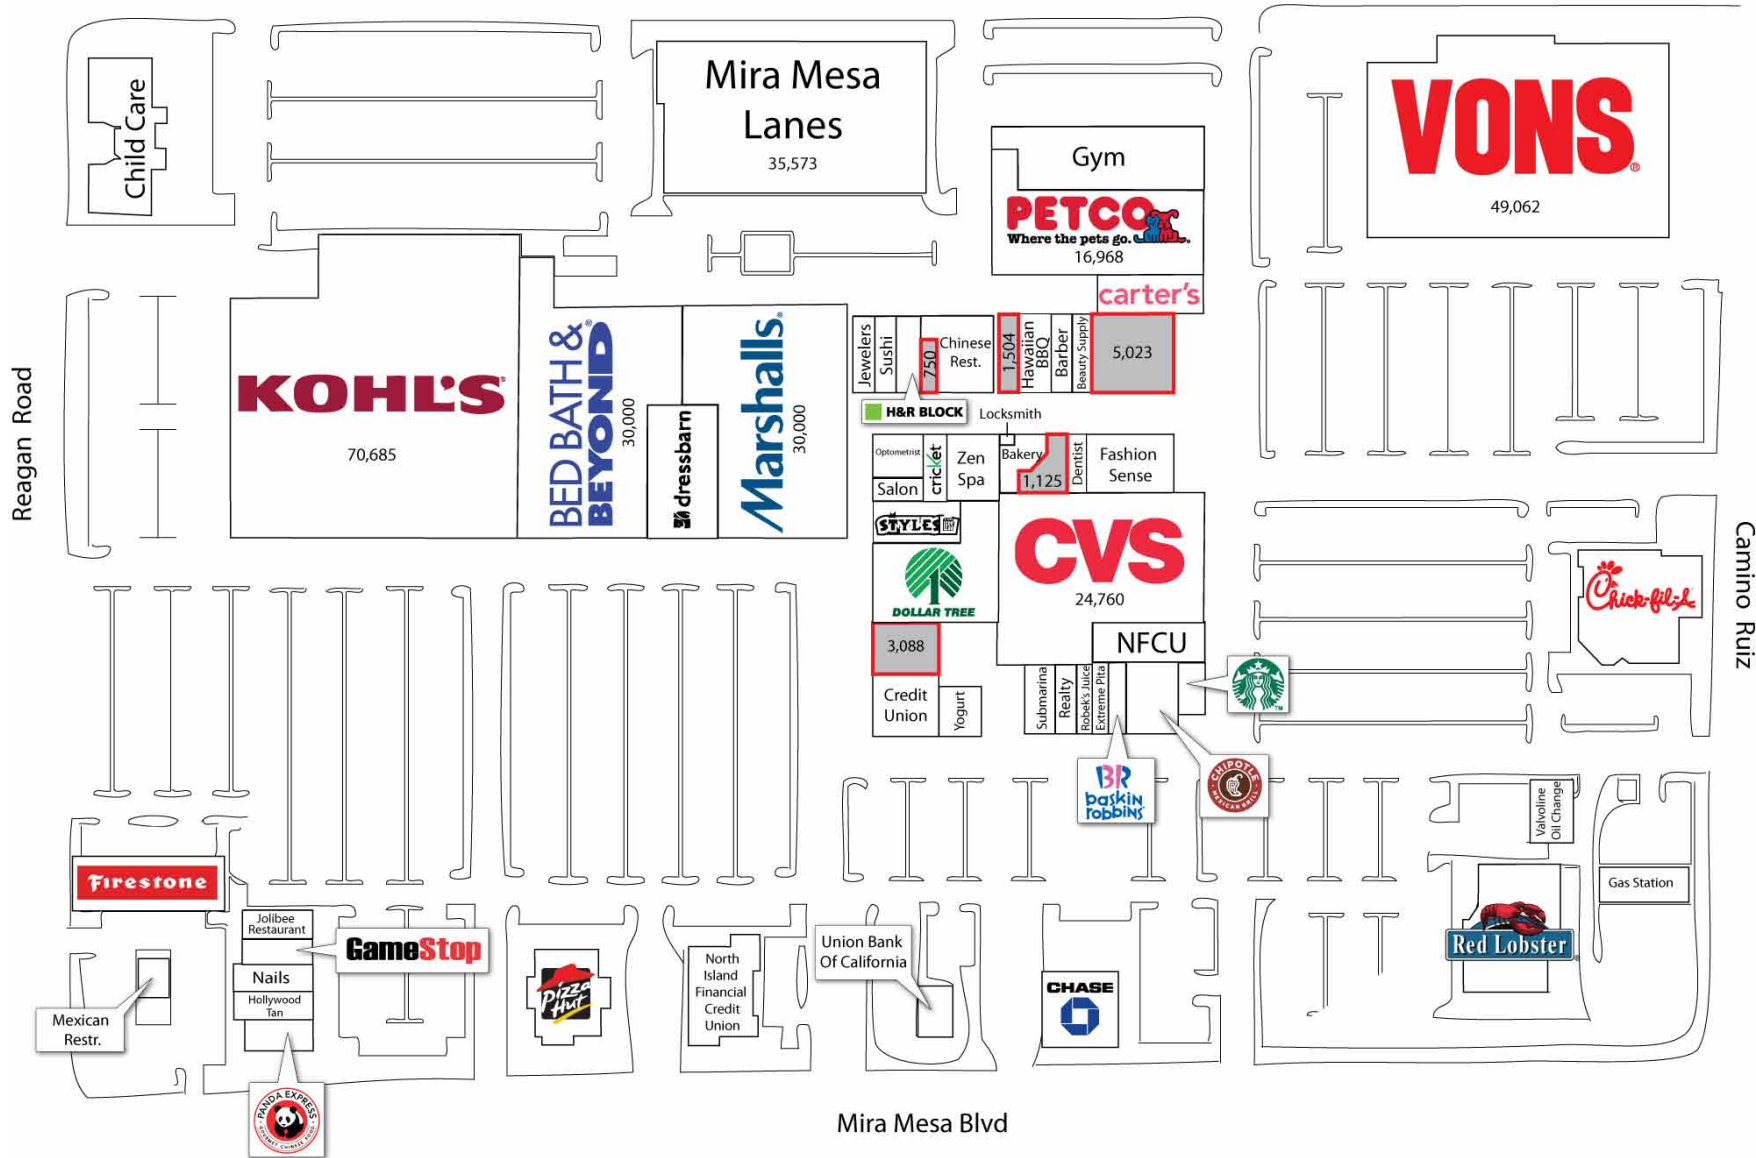 Child Care
Mira Mesa
Lanes
35,573
Gym
PETCO
Where the pets go.
16,968
carter's
VONS
49,062
Reagan Road
KOHL'S
70,685
BED BATH &
BEYOND
30,000
dressbarn
Marshalls
30,000
Jewelers
Sushi
750
Chinese
Rest.
1,504
Hawaiian
BBQ
Barber
Beauty Supply
5,023
H&R BLOCK
Locksmith
Optometrist
Salon
cricket
Zen
Spa
Bakery
1,125
Dentist
Fashion
Sense
STYLES
DOLLAR TREE
CVS
24,760
3,088
NFCU
Credit
Union
Yogurt
Submarina
Realty
Robek's Juice
Extreme Pita
baskin
robbins
BR
CHIPOTLE
MEXICAN GRILL
Chick-fil-A
Camino Ruiz
Valvoline
Oil Change
Gas Station
Red Lobster
Firestone
Jolibee
Restaurant
GameStop
Nails
Hollywood
Tan
Mexican
Restr.
PANDA EXPRESS
GOURMET CHINESE FOOD
Pizza
Hut
North
Island
Financial
Credit
Union
Union Bank
Of California
CHASE
Mira Mesa Blvd